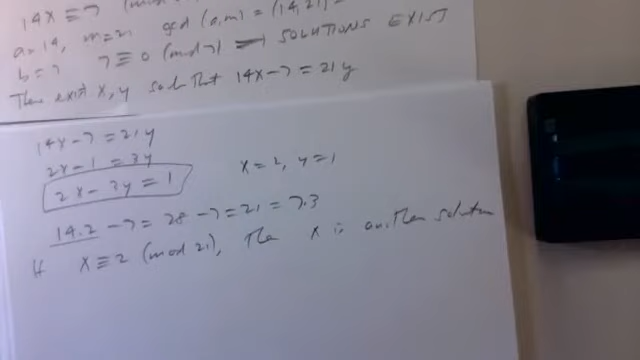 14x ≡ 7 (mod
a=14, m=21 gcd (a,m) = (14,21) =
b=7 7 ≡ 0 (mod 7) → SOLUTIONS EXIST
Then exist x, y such that 14x-7 = 21y
14x-7 = 21y
2x-1 = 3y
2x-3y = 1
x=2, y=1
14.2 -7 = 28 -7 = 21 = 7.3
If x ≡ 2 (mod 21), then x is another solution